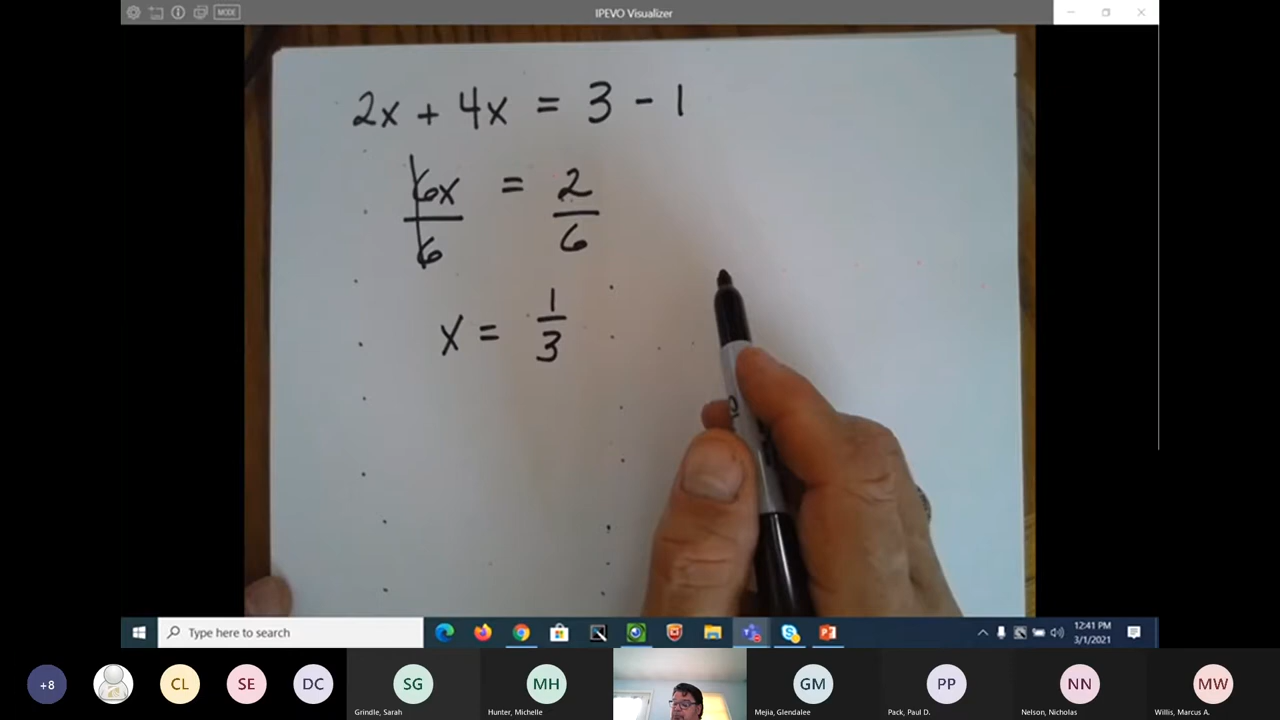 MODE
IPEVO Visualizer
2x + 4x = 3 - 1
6x/6 = 2/6
x = 1/3
Type here to search
12:41 PM
3/1/2021
+8
CL
SE
DC
SG
MH
GM
PP
NN
MW
Grindle, Sarah
Hunter, Michelle
Mejia, Glendalee
Pack, Paul D.
Nelson, Nicholas
Willis, Marcus A.